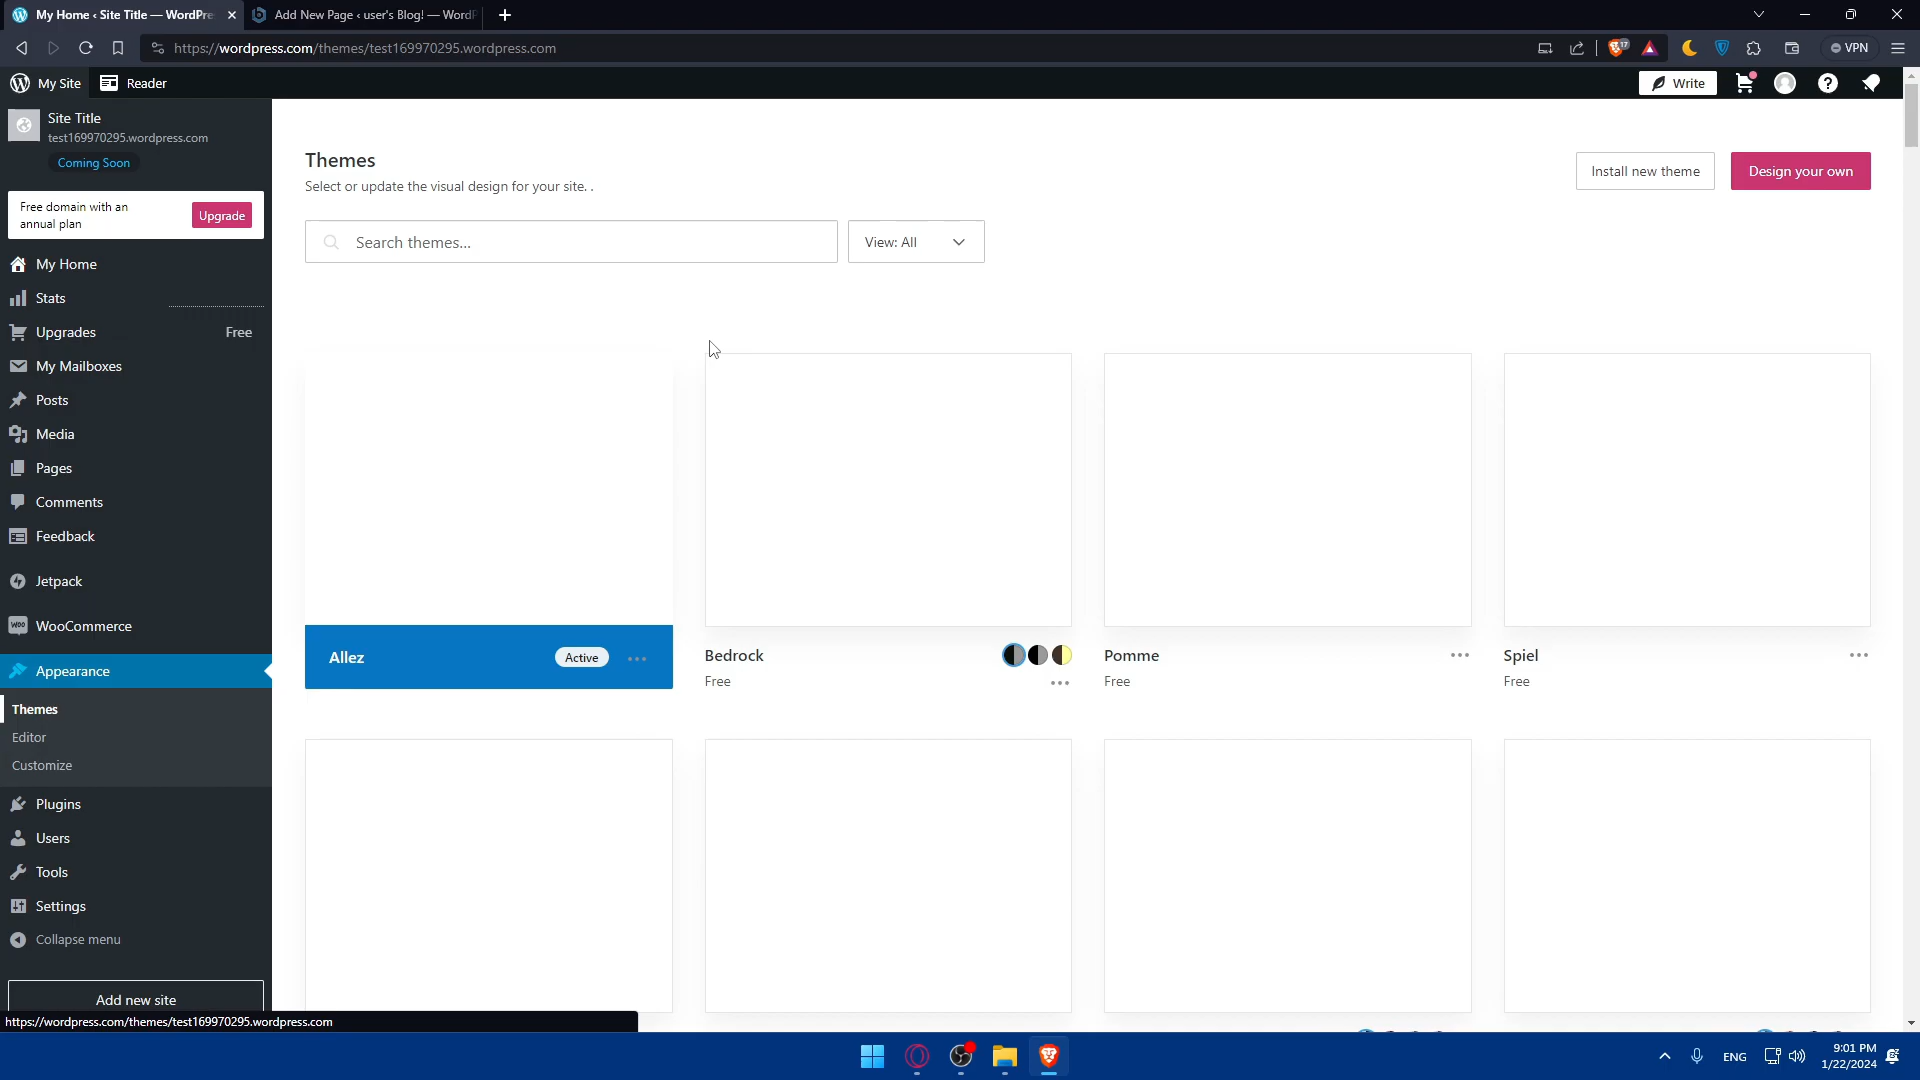 My Home ‹ Site Title — WordPre
Add New Page ‹ user's Blog! — WordP
https://wordpress.com/themes/test169970295.wordpress.com
17
VPN
My Site
Reader
Write
Site Title
test169970295.wordpress.com
Coming Soon
Free domain with an
annual plan
Upgrade
My Home
Stats
Upgrades
Free
My Mailboxes
Posts
Media
Pages
Comments
Feedback
Jetpack
WooCommerce
Appearance
Themes
Editor
Customize
Plugins
Users
Tools
Settings
Collapse menu
Add new site
https://wordpress.com/themes/test169970295.wordpress.com
Themes
Select or update the visual design for your site. .
Install new theme
Design your own
Search themes...
View: All
Allez
Active
Bedrock
Free
Pomme
Free
Spiel
Free
ENG
9:01 PM
1/22/2024